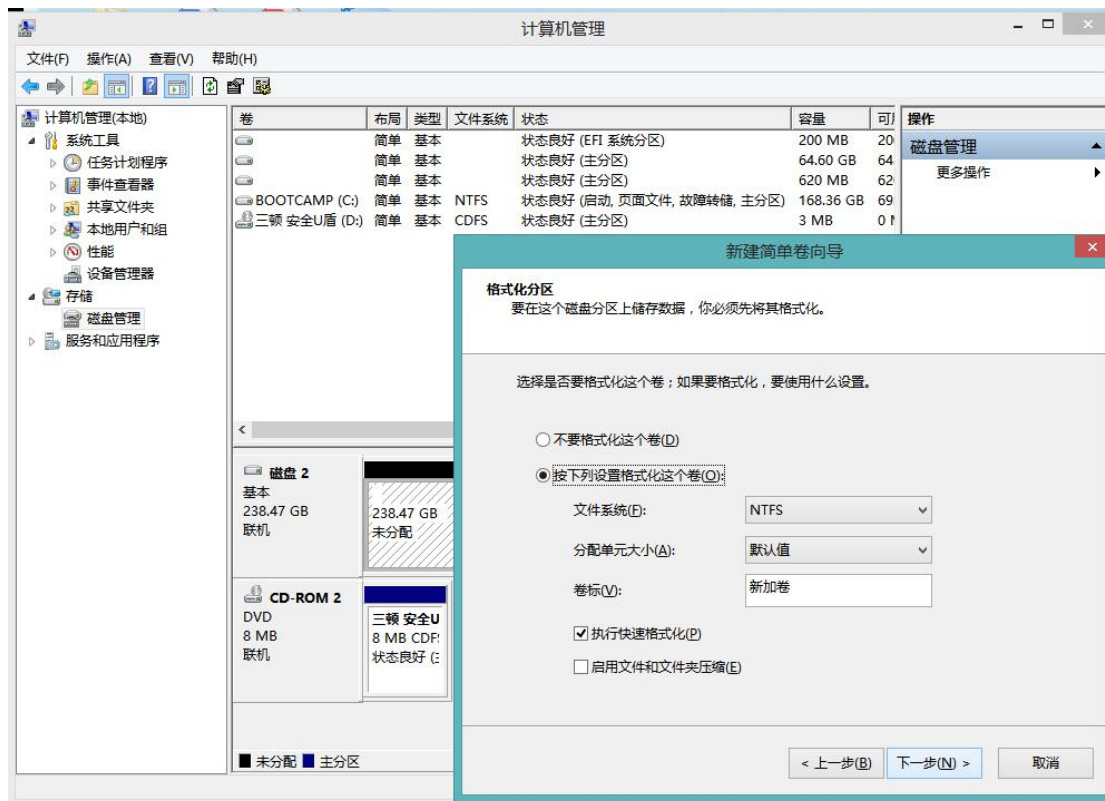 计算机管理
文件(F) 操作(A) 查看(V) 帮助(H)
计算机管理(本地)
系统工具
任务计划程序
事件查看器
共享文件夹
本地用户和组
性能
设备管理器
存储
磁盘管理
服务和应用程序
卷 布局 类型 文件系统 状态 容量
简单 基本 状态良好 (EFI 系统分区) 200 MB 20
简单 基本 状态良好 (主分区) 64.60 GB 64
简单 基本 状态良好 (主分区) 620 MB 62
BOOTCAMP (C:) 简单 基本 NTFS 状态良好 (启动, 页面文件, 故障转储, 主分区) 168.36 GB 69
三顿 安全U盾 (D:) 简单 基本 CDFS 状态良好 (主分区) 3 MB 0
操作
磁盘管理
更多操作
磁盘 2
基本
238.47 GB
联机
238.47 GB
未分配
CD-ROM 2
DVD
8 MB
联机
三顿 安全U
8 MB CDF
状态良好
未分配 主分区
新建简单卷向导
格式化分区
要在这个磁盘分区上储存数据，你必须先将其格式化。
选择是否要格式化这个卷；如果要格式化，要使用什么设置。
不要格式化这个卷(D)
按下列设置格式化这个卷(O):
文件系统(F): NTFS
分配单元大小(A): 默认值
卷标(V): 新加卷
执行快速格式化(P)
启用文件和文件夹压缩(E)
< 上一步(B) 下一步(N) > 取消